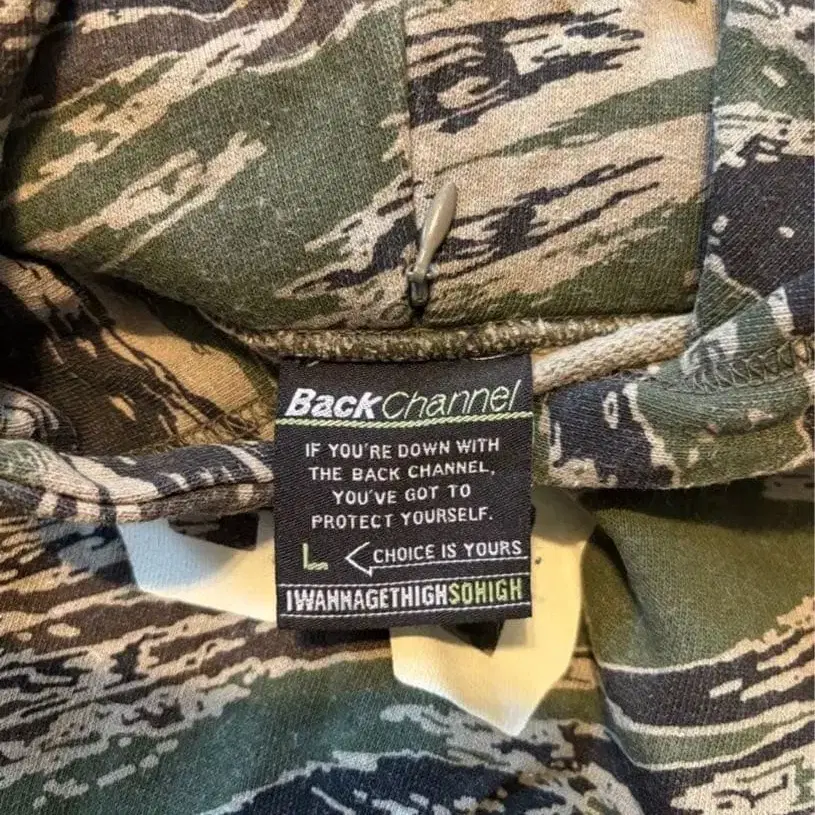 BackChannel
IF YOU'RE DOWN WITH
THE BACK CHANNEL,
YOU'VE GOT TO
PROTECT YOURSELF.
L < CHOICE IS YOURS
IWANNAGETHIGHSOHIGH